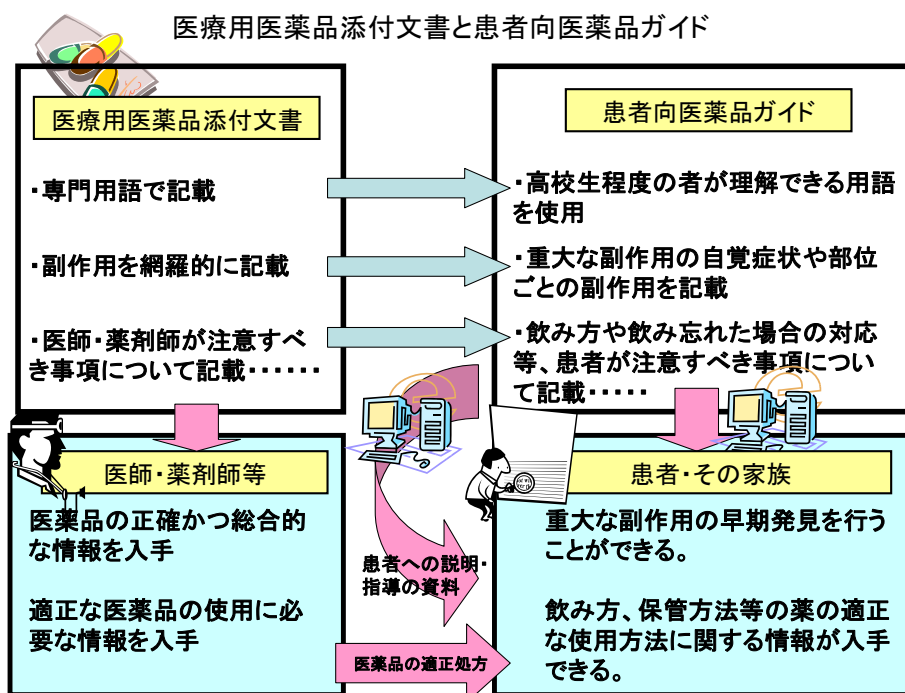 医療用医薬品添付文書と患者向医薬品ガイド
医療用医薬品添付文書
・専門用語で記載
・副作用を網羅的に記載
・医師・薬剤師が注意すべ
き事項について記載・・・・・・
患者向医薬品ガイド
・高校生程度の者が理解できる用語
を使用
・重大な副作用の自覚症状や部位
ごとの副作用を記載
・飲み方や飲み忘れた場合の対応
等、患者が注意すべき事項につい
て記載・・・・・
医師・薬剤師等
医薬品の正確かつ総合的
な情報を入手
適正な医薬品の使用に必
要な情報を入手
患者への説明・
指導の資料
医薬品の適正処方
患者・その家族
重大な副作用の早期発見を行う
ことができる。
飲み方、保管方法等の薬の適正
な使用方法に関する情報が入手
できる。